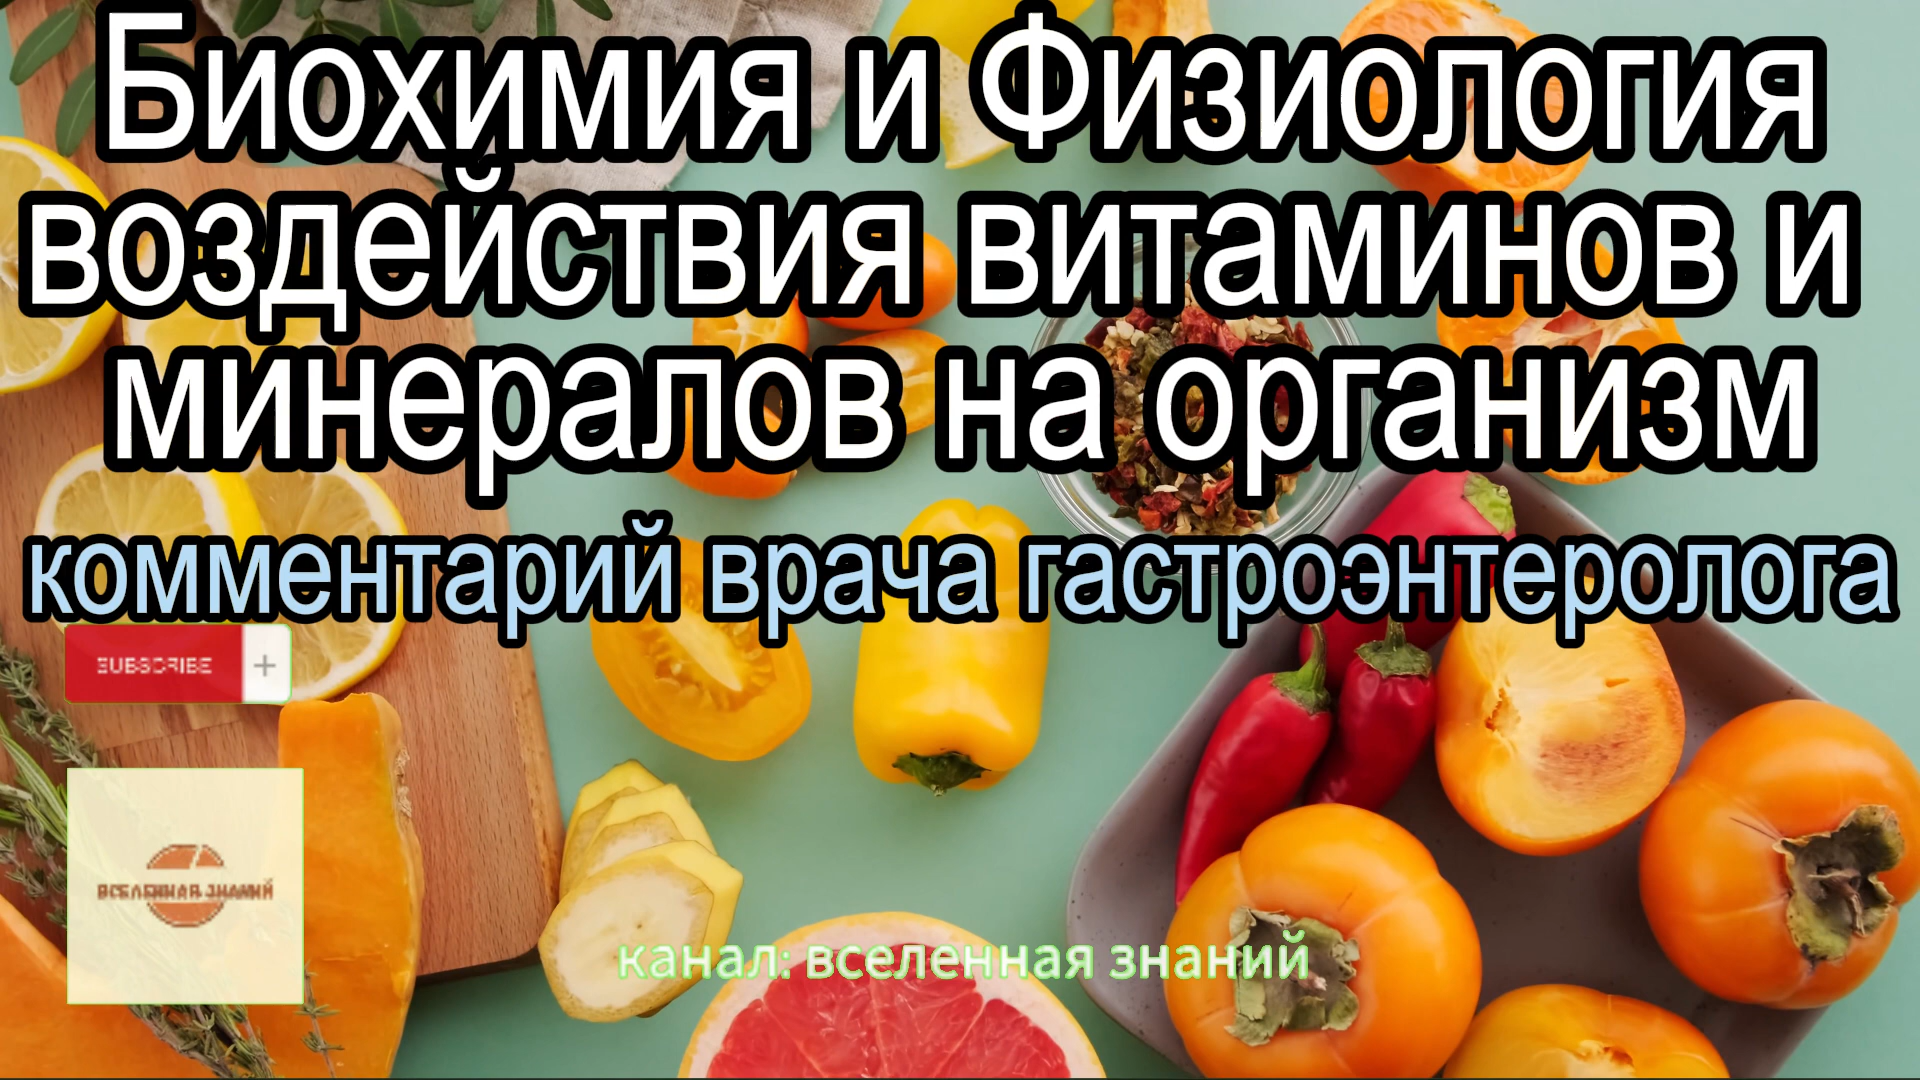 Биохимия и Физиология
воздействия витаминов и
минералов на организм
комментарий врача гастроэнтеролога
SUBSCRIBE +
ВСЕЛЕННАЯ ЗНАНИЙ
канал: вселенная знаний